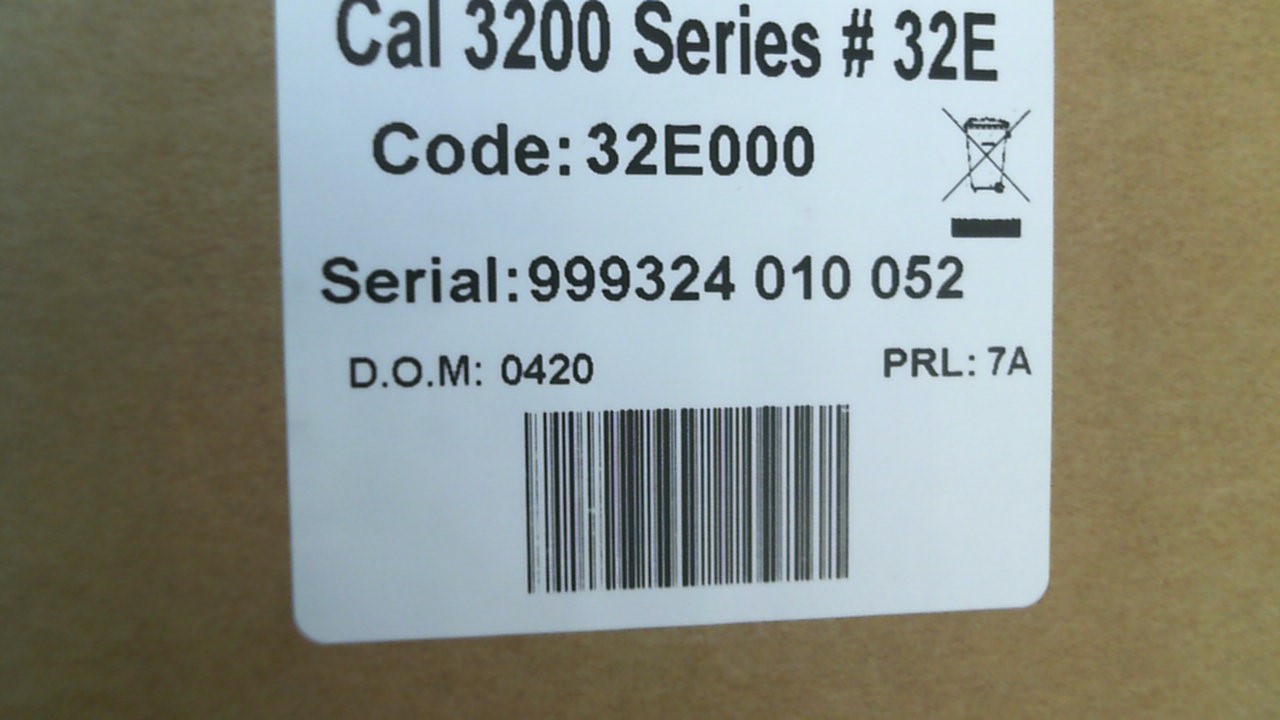 Cal 3200 Series # 32E
Code: 32E000
Serial: 999324 010 052
D.O.M: 0420 PRL: 7A